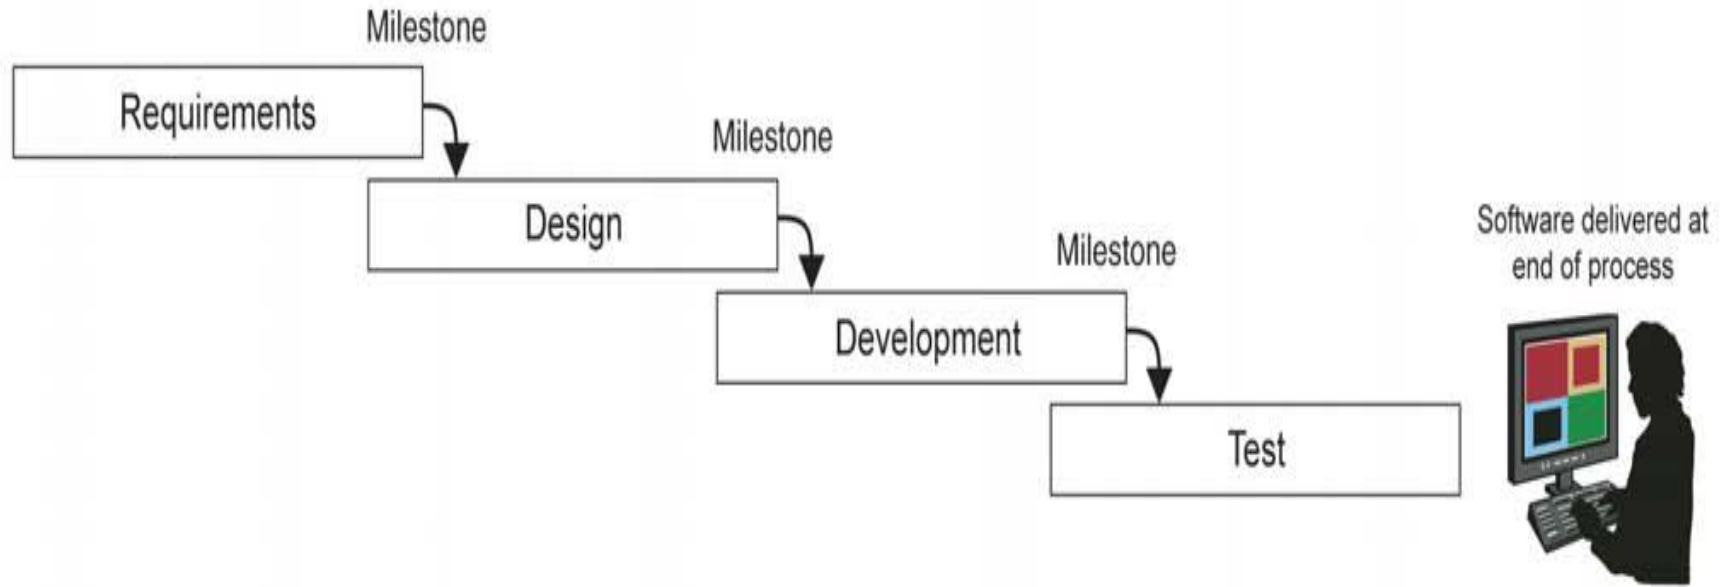 Milestone
Requirements
Milestone
Design
Milestone
Development
Test
Software delivered at
end of process